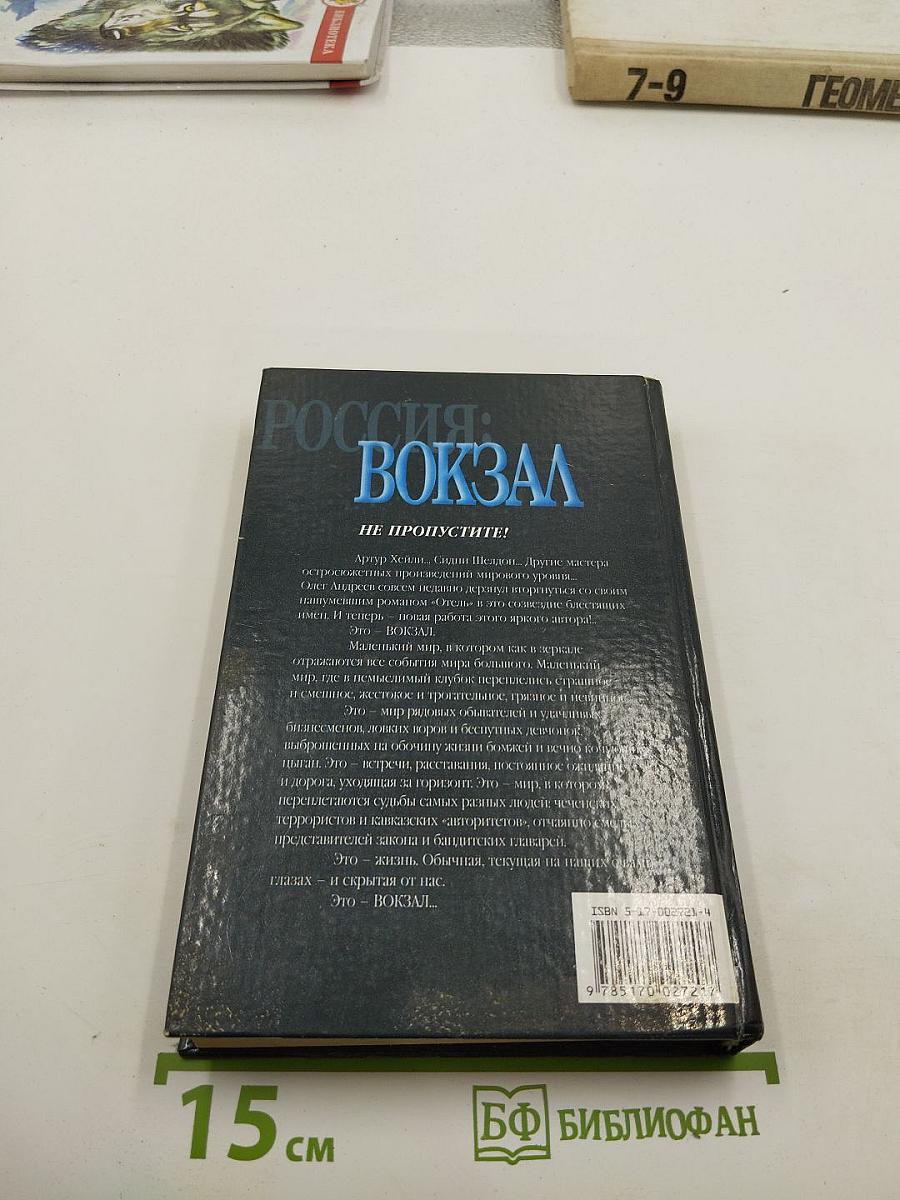 БИБЛИОТЕКА
7-9 ГЕОМЕ
РОССИЯ:
ВОКЗАЛ
НЕ ПРОПУСТИТЕ!
Артур Хейли... Сидни Шелдон... Другие мастера
остросюжетных произведений мирового уровня...
Олег Андреев совсем недавно дерзнул вторгнуться со своим
нашумевшим романом «Отель» в это созвездие блестящих
имен. И теперь – новая работа этого яркого автора!..
Это – ВОКЗАЛ.
Маленький мир, в котором как в зеркале
отражаются все события мира большого. Маленький
мир, где в немыслимый клубок переплелись страшное
и смешное, жестокое и трогательное, грязное и невинное.
Это – мир рядовых обывателей и удачливых
бизнесменов, ловких воров и беспутных девчонок,
выброшенных на обочину жизни бомжей и вечно кочующих
цыган. Это – встречи, расставания, постоянное ожидание
и дорога, уходящая за горизонт. Это – мир, в котором
переплетаются судьбы самых разных людей: чеченских
террористов и кавказских «авторитетов», отчаянно смелых
представителей закона и бандитских главарей.
Это – жизнь. Обычная, текущая на наших с вами
глазах – и скрытая от нас.
Это – ВОКЗАЛ...
ISBN 5-17-002721-4
9 785170 027217
15 см
БФ БИБЛИОФАН